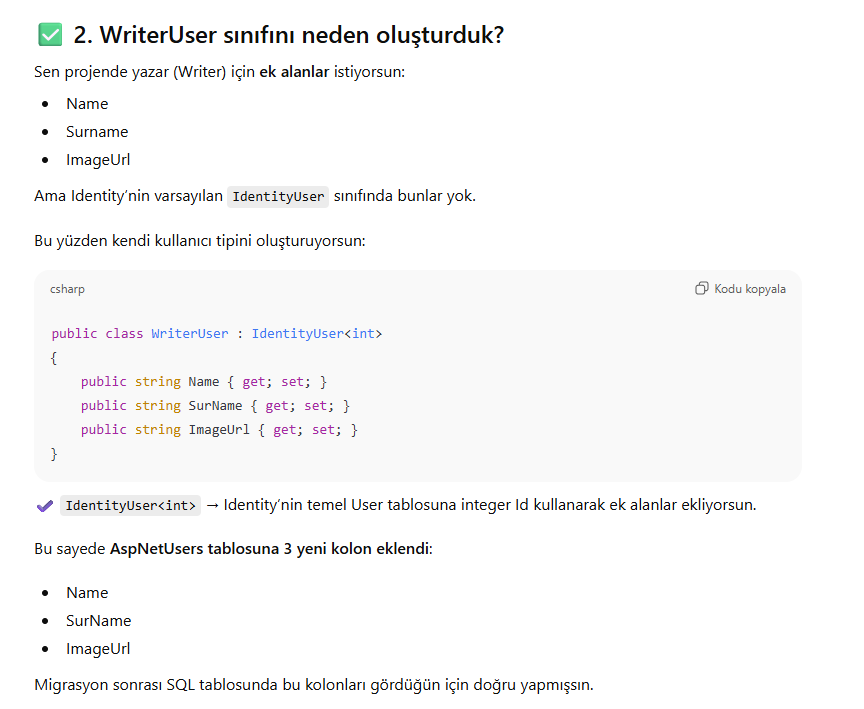 ✅ 2. WriterUser sınıfını neden oluşturduk?
Sen projende yazar (Writer) için ek alanlar istiyorsun:
• Name
• Surname
• ImageUrl
Ama Identity’nin varsayılan IdentityUser sınıfında bunlar yok.
Bu yüzden kendi kullanıcı tipini oluşturuyorsun:
csharp Kodu kopyala
public class WriterUser : IdentityUser<int>
{
    public string Name { get; set; }
    public string SurName { get; set; }
    public string ImageUrl { get; set; }
}
✔ IdentityUser<int> → Identity’nin temel User tablosuna integer Id kullanarak ek alanlar ekliyorsun.
Bu sayede AspNetUsers tablosuna 3 yeni kolon eklendi:
• Name
• SurName
• ImageUrl
Migrasyon sonrası SQL tablosunda bu kolonları gördüğün için doğru yapmışsın.